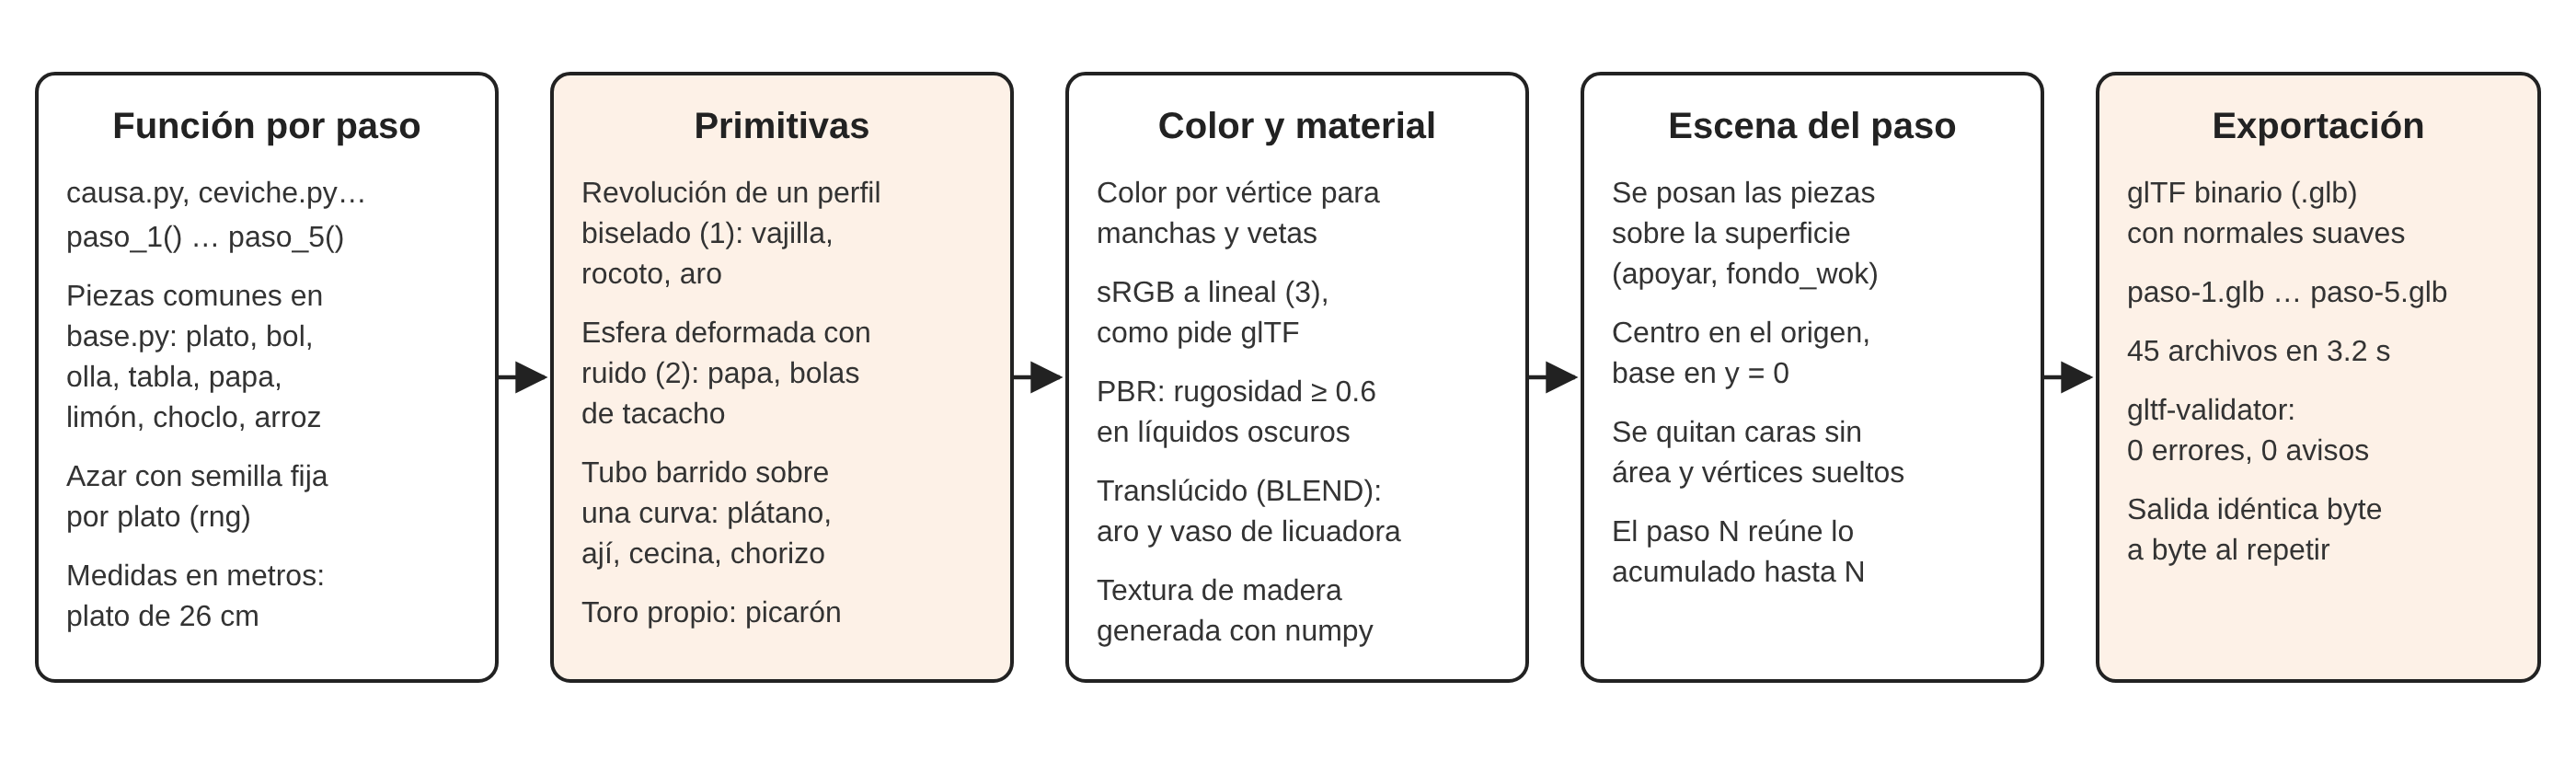 Función por paso
causa.py, ceviche.py…
paso_1() … paso_5()
Piezas comunes en
base.py: plato, bol,
olla, tabla, papa,
limón, choclo, arroz
Azar con semilla fija
por plato (rng)
Medidas en metros:
plato de 26 cm
Primitivas
Revolución de un perfil
biselado (1): vajilla,
rocoto, aro
Esfera deformada con
ruido (2): papa, bolas
de tacacho
Tubo barrido sobre
una curva: plátano,
ají, cecina, chorizo
Toro propio: picarón
Color y material
Color por vértice para
manchas y vetas
sRGB a lineal (3),
como pide glTF
PBR: rugosidad ≥ 0.6
en líquidos oscuros
Translúcido (BLEND):
aro y vaso de licuadora
Textura de madera
generada con numpy
Escena del paso
Se posan las piezas
sobre la superficie
(apoyar, fondo_wok)
Centro en el origen,
base en y = 0
Se quitan caras sin
área y vértices sueltos
El paso N reúne lo
acumulado hasta N
Exportación
glTF binario (.glb)
con normales suaves
paso-1.glb … paso-5.glb
45 archivos en 3.2 s
gltf-validator:
0 errores, 0 avisos
Salida idéntica byte
a byte al repetir